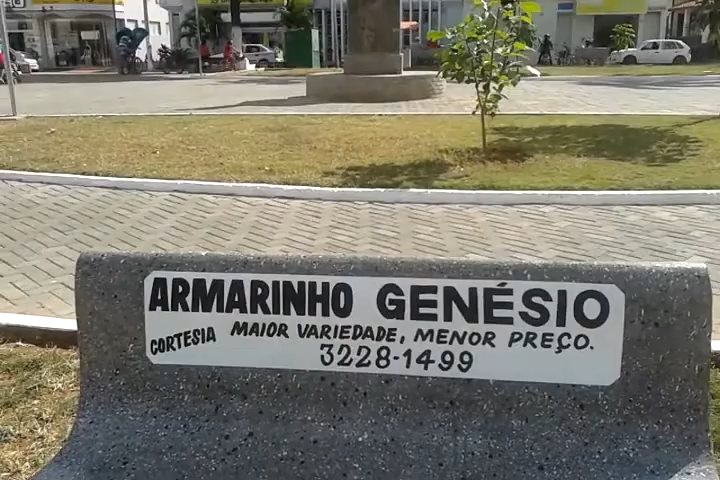 ARMARINHO GENÉSIO
CORTESIA MAIOR VARIEDADE, MENOR PREÇO.
3228-1499